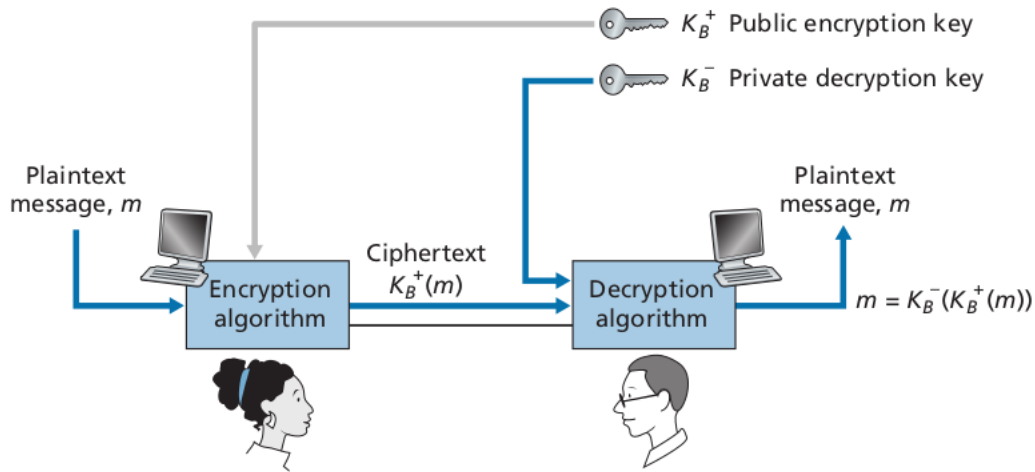 K_B^+ Public encryption key
K_B^- Private decryption key
Plaintext
message, m
Plaintext
message, m
Ciphertext
K_B^+(m)
Encryption
algorithm
Decryption
algorithm
m = K_B^-(K_B^+(m))